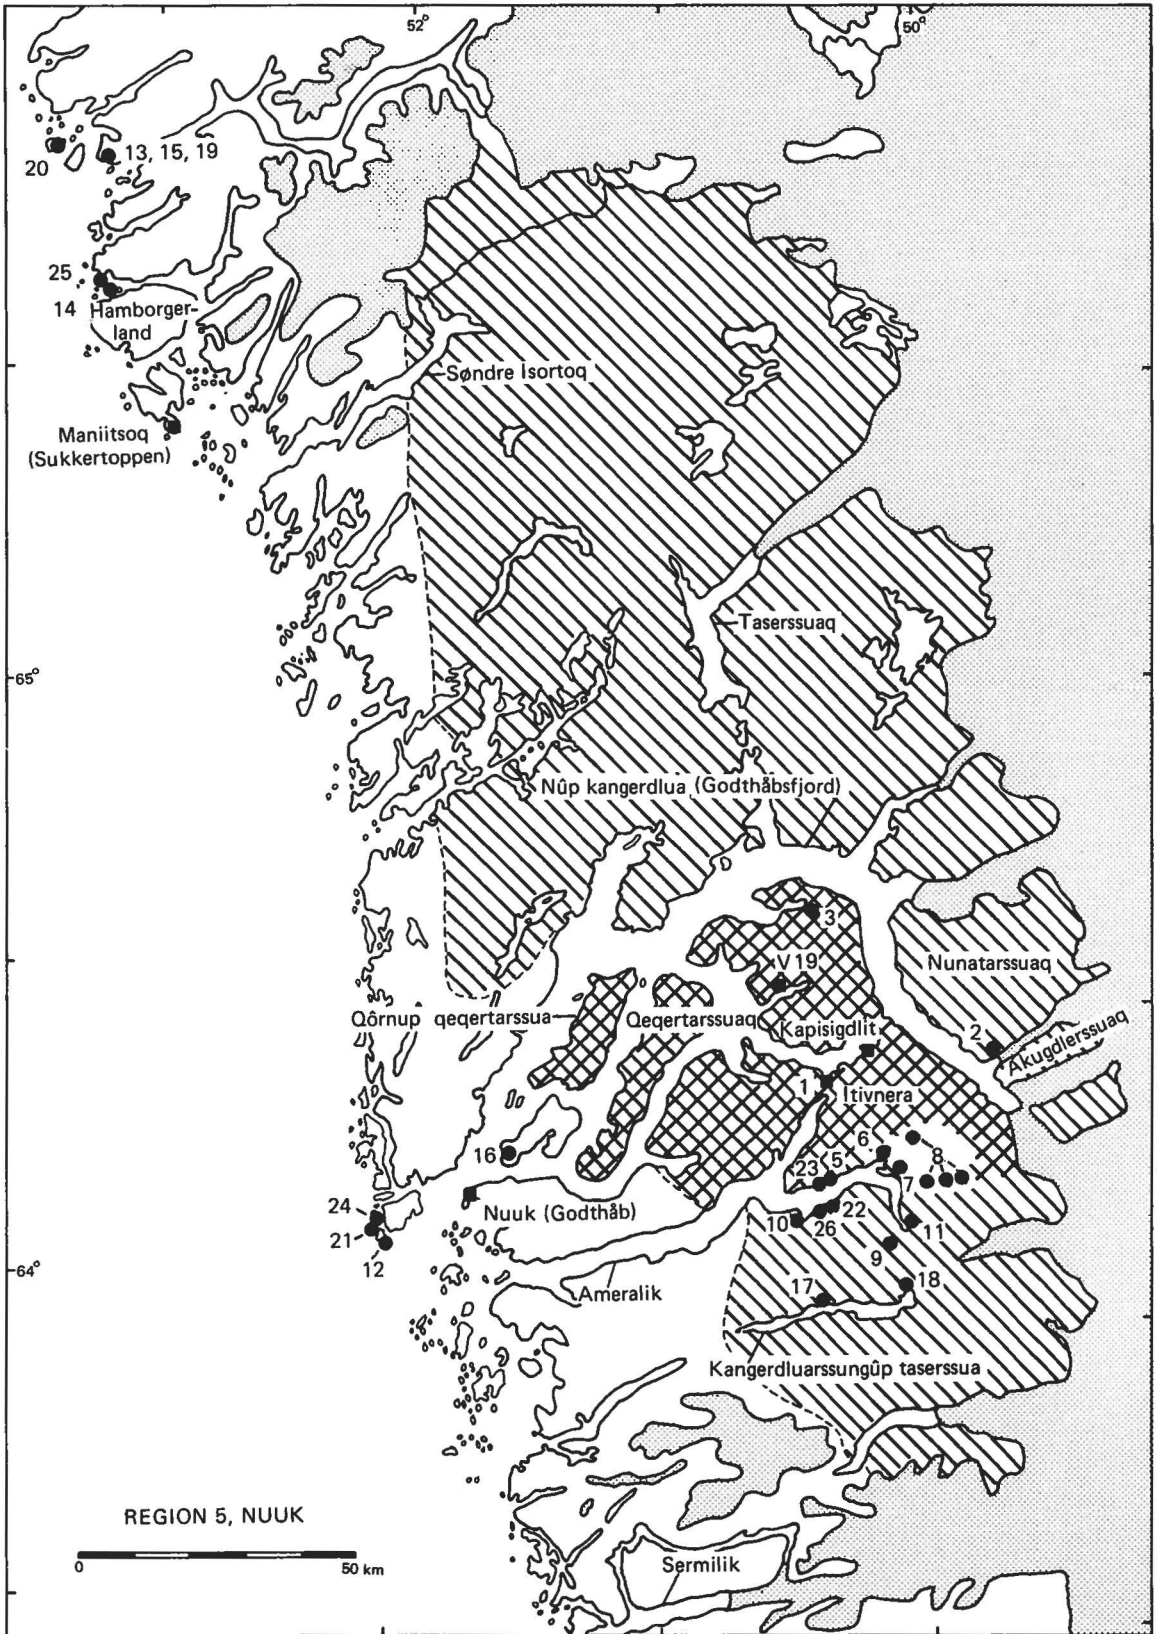 52°
50°
20
13, 15, 19
25
14
Hamborger-
land
Søndre Isortoq
Maniitsoq
(Sukkertoppen)
Taserssuaq
65°
Nûp kangerdlua (Godthåbsfjord)
3
V 19
Nunatarssuaq
Qôrnup qeqertarssua
Qeqertarssuaq
Kapisigdlit
2
Akugdlerssuaq
1
Itivnera
16
6
8
23
5
7
24
Nuuk (Godthåb)
22
21
10
26
11
12
9
64°
17
18
Ameralik
Kangerdluarssungûp taserssua
REGION 5, NUUK
0
50 km
Sermilik